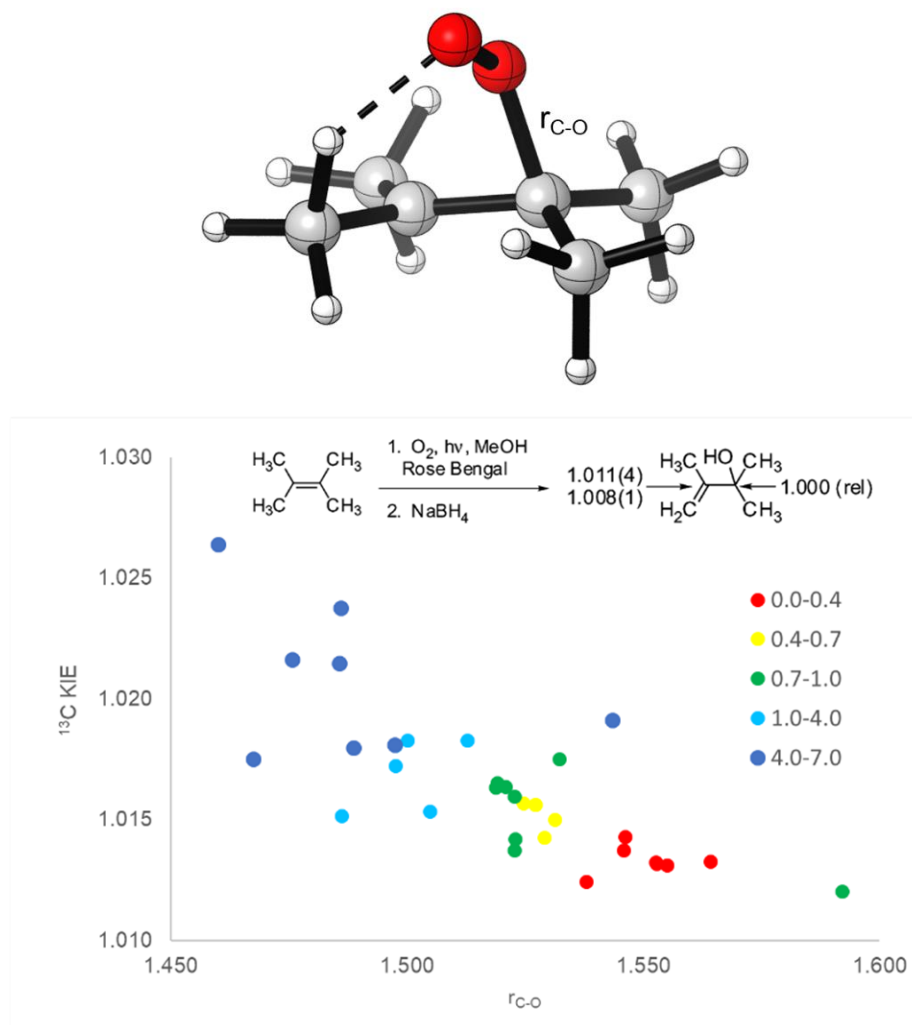 rC-O
1.030
1.025
1.020
1.015
1.010
13C KIE
H3C
CH3
H3C
CH3
1. O2, hν, MeOH
Rose Bengal
2. NaBH4
1.011(4)
1.008(1)
H3C HO CH3
H2C
CH3
1.000 (rel)
0.0-0.4
0.4-0.7
0.7-1.0
1.0-4.0
4.0-7.0
1.450
1.500
1.550
1.600
rC-O